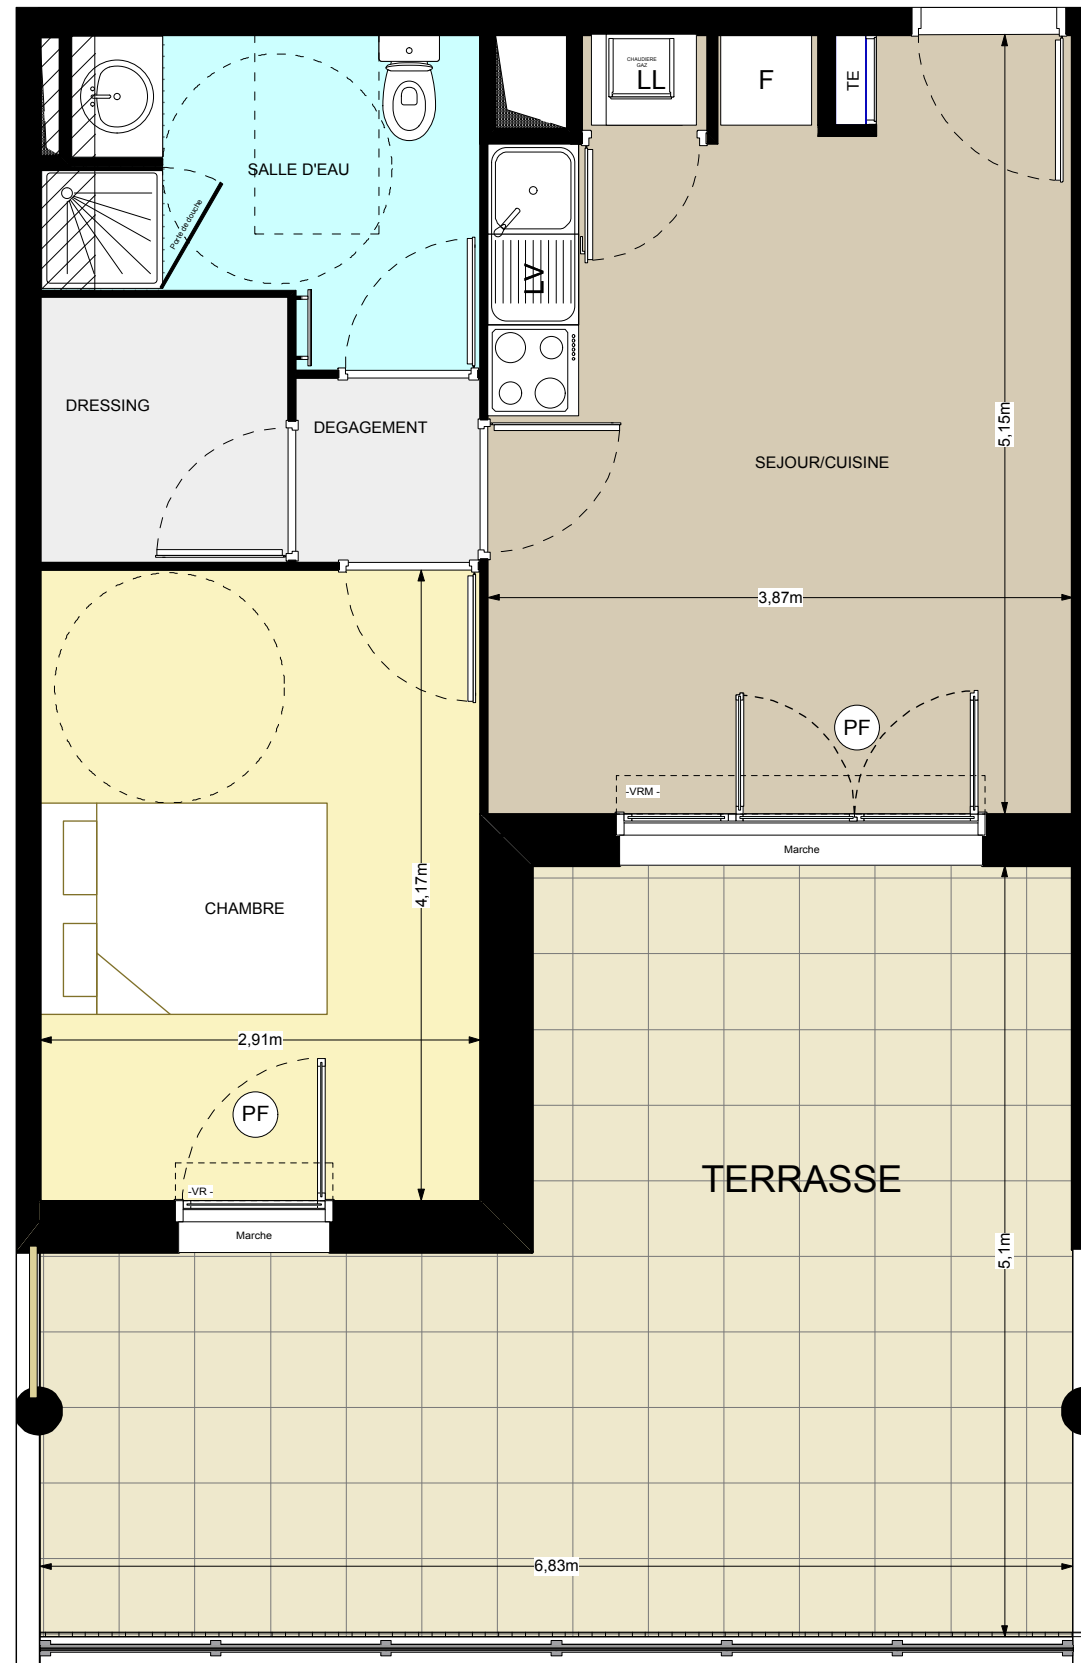 CHAUDIERE
GAZ
LL
F
TE
SALLE D'EAU
Porte de douche
LV
DRESSING
DEGAGEMENT
5,15m
SEJOUR/CUISINE
3,87m
PF
-VRM -
Marche
4,17m
CHAMBRE
2,91m
PF
-VR -
Marche
TERRASSE
5,1m
6,83m